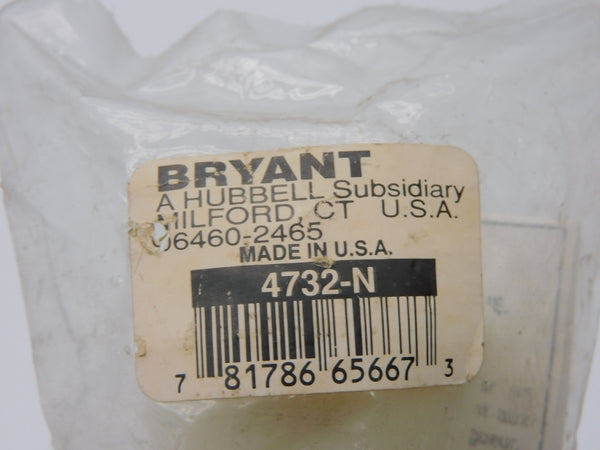 BRYANT
A HUBBELL Subsidiary
MILFORD, CT U.S.A.
06460-2465
MADE IN U.S.A.
4732-N
7 81786 65667 3